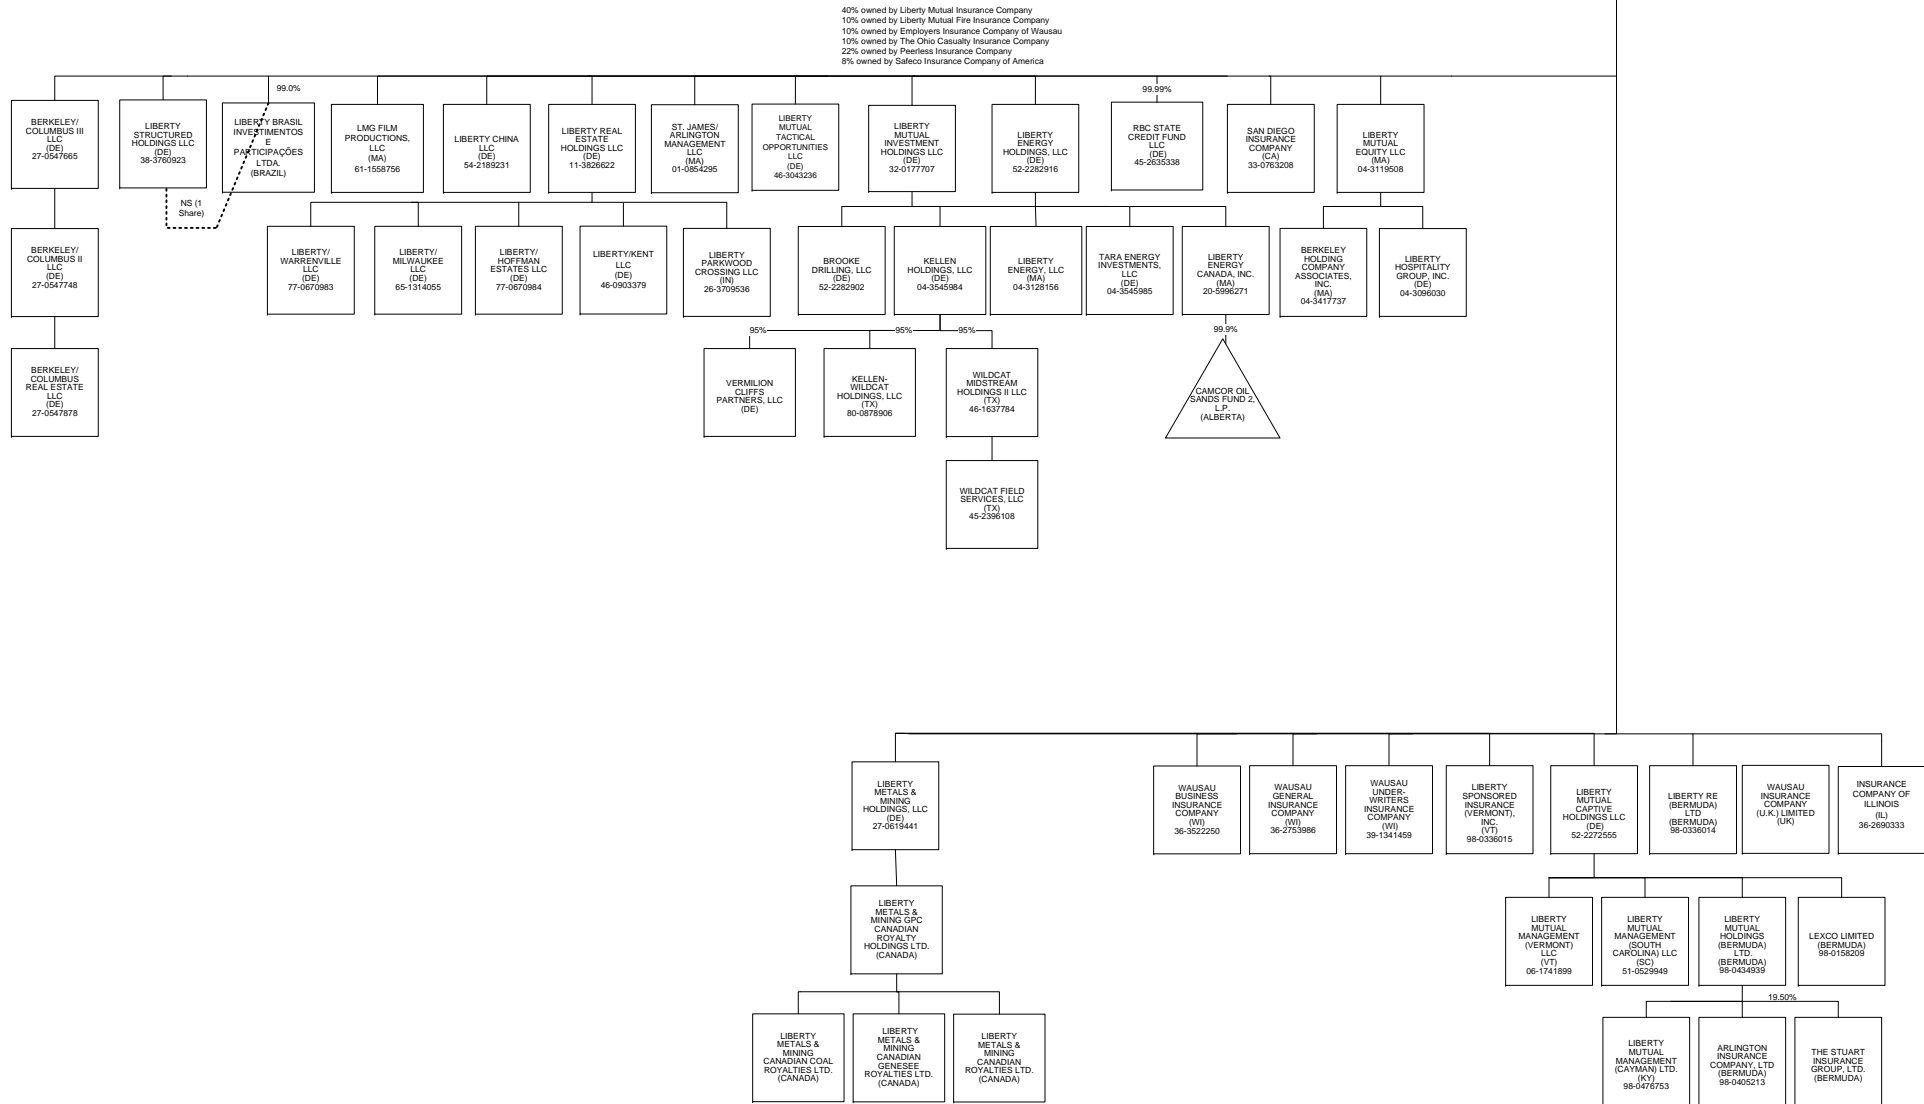 40% owned by Liberty Mutual Insurance Company
10% owned by Liberty Mutual Fire Insurance Company
10% owned by Employers Insurance Company of Wausau
10% owned by The Ohio Casualty Insurance Company
22% owned by Peerless Insurance Company
8% owned by Safeco Insurance Company of America
99.0%
99.99%
BERKELEY/
COLUMBUS III
LLC
(DE)
27-0547665
LIBERTY
STRUCTURED
HOLDINGS LLC
(DE)
38-3760923
LIBERTY BRASIL
INVESTIMENTOS
E
PARTICIPAÇÕES
LTDA.
(BRAZIL)
LMG FILM
PRODUCTIONS,
LLC
(MA)
61-1558756
LIBERTY CHINA
LLC
(DE)
54-2189231
LIBERTY REAL
ESTATE
HOLDINGS LLC
(DE)
11-3826622
ST. JAMES/
ARLINGTON
MANAGEMENT
LLC
(MA)
01-0854295
LIBERTY
MUTUAL
TACTICAL
OPPORTUNITIES
LLC
(DE)
46-3043236
LIBERTY
MUTUAL
INVESTMENT
HOLDINGS LLC
(DE)
32-0177707
LIBERTY
ENERGY
HOLDINGS, LLC
(DE)
52-2282916
RBC STATE
CREDIT FUND
LLC
(DE)
45-2635338
SAN DIEGO
INSURANCE
COMPANY
(CA)
33-0763208
LIBERTY
MUTUAL
EQUITY LLC
(MA)
04-3119508
NS (1
Share)
BERKELEY/
COLUMBUS II
LLC
(DE)
27-0547748
LIBERTY/
WARRENVILLE
LLC
(DE)
77-0670983
LIBERTY/
MILWAUKEE
LLC
(DE)
65-1314055
LIBERTY/
HOFFMAN
ESTATES LLC
(DE)
77-0670984
LIBERTY/KENT
LLC
(DE)
46-0903379
LIBERTY
PARKWOOD
CROSSING LLC
(IN)
26-3709536
BROOKE
DRILLING, LLC
(DE)
52-2282902
KELLEN
HOLDINGS, LLC
(DE)
04-3545984
LIBERTY
ENERGY, LLC
(MA)
04-3128156
TARA ENERGY
INVESTMENTS,
LLC
(DE)
04-3545985
LIBERTY
ENERGY
CANADA, INC.
(MA)
20-5996271
BERKELEY
HOLDING
COMPANY
ASSOCIATES,
INC.
(MA)
04-3417737
LIBERTY
HOSPITALITY
GROUP, INC.
(DE)
04-3096030
95%
95%
95%
99.9%
BERKELEY/
COLUMBUS
REAL ESTATE
LLC
(DE)
27-0547878
VERMILION
CLIFFS
PARTNERS, LLC
(DE)
KELLEN-
WILDCAT
HOLDINGS, LLC
(TX)
80-0878906
WILDCAT
MIDSTREAM
HOLDINGS II LLC
(TX)
46-1637784
CAMCOR OIL
SANDS FUND 2,
L.P.
(ALBERTA)
WILDCAT FIELD
SERVICES, LLC
(TX)
45-2396108
LIBERTY
METALS &
MINING
HOLDINGS, LLC
(DE)
27-0619441
WAUSAU
BUSINESS
INSURANCE
COMPANY
(WI)
36-3522250
WAUSAU
GENERAL
INSURANCE
COMPANY
(WI)
36-2753986
WAUSAU
UNDER-
WRITERS
INSURANCE
COMPANY
(WI)
39-1341459
LIBERTY
SPONSORED
INSURANCE
(VERMONT),
INC.
(VT)
98-0336015
LIBERTY
MUTUAL
CAPTIVE
HOLDINGS LLC
(DE)
52-2272555
LIBERTY RE
(BERMUDA)
LTD
(BERMUDA)
98-0336014
WAUSAU
INSURANCE
COMPANY
(U.K.) LIMITED
(UK)
INSURANCE
COMPANY OF
ILLINOIS
(IL)
36-2690333
LIBERTY
METALS &
MINING GPC
CANADIAN
ROYALTY
HOLDINGS LTD.
(CANADA)
LIBERTY
MUTUAL
MANAGEMENT
(VERMONT)
LLC
(VT)
06-1741899
LIBERTY
MUTUAL
MANAGEMENT
(SOUTH
CAROLINA) LLC
(SC)
51-0529949
LIBERTY
MUTUAL
HOLDINGS
(BERMUDA)
LTD.
(BERMUDA)
98-0434939
LEXCO LIMITED
(BERMUDA)
98-0158209
19.50%
LIBERTY
METALS &
MINING
CANADIAN COAL
ROYALTIES LTD.
(CANADA)
LIBERTY
METALS &
MINING
CANADIAN
GENESEE
ROYALTIES LTD.
(CANADA)
LIBERTY
METALS &
MINING
CANADIAN
ROYALTIES LTD.
(CANADA)
LIBERTY
MUTUAL
MANAGEMENT
(CAYMAN) LTD.
(KY)
98-0476753
ARLINGTON
INSURANCE
COMPANY, LTD
(BERMUDA)
98-0405213
THE STUART
INSURANCE
GROUP, LTD.
(BERMUDA)